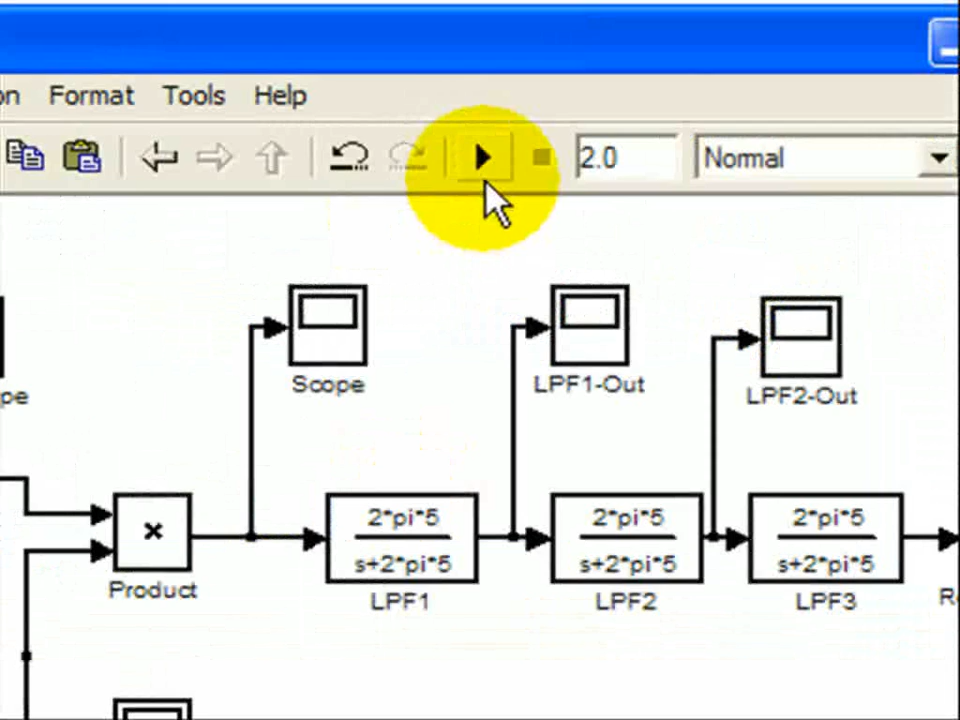 on Format Tools Help
2.0 Normal
Scope
LPF1-Out
LPF2-Out
pe
×
2*pi*5
s+2*pi*5
2*pi*5
s+2*pi*5
2*pi*5
s+2*pi*5
Product
LPF1
LPF2
LPF3
R